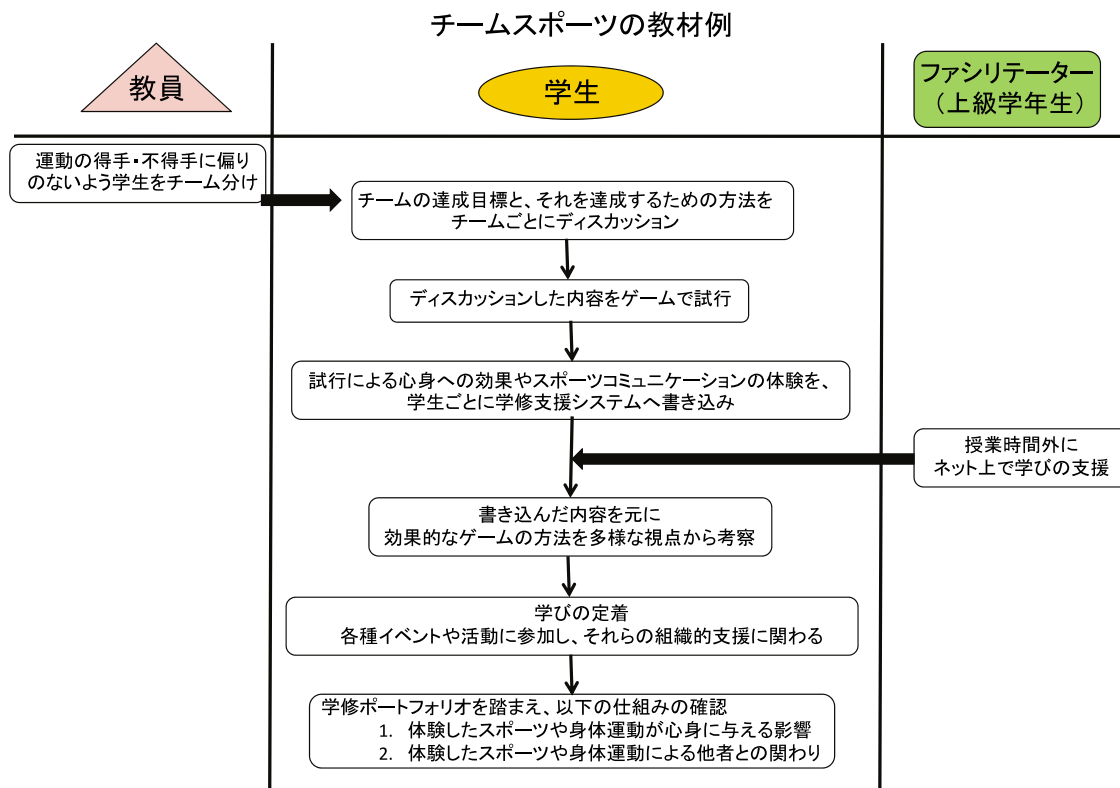 チームスポーツの教材例
教員
学生
ファシリテーター
（上級学年生）
運動の得手・不得手に偏り
のないよう学生をチーム分け
チームの達成目標と、それを達成するための方法を
チームごとにディスカッション
ディスカッションした内容をゲームで試行
試行による心身への効果やスポーツコミュニケーションの体験を、
学生ごとに学修支援システムへ書き込み
授業時間外に
ネット上で学びの支援
書き込んだ内容を元に
効果的なゲームの方法を多様な視点から考察
学びの定着
各種イベントや活動に参加し、それらの組織的支援に関わる
学修ポートフォリオを踏まえ、以下の仕組みの確認
1. 体験したスポーツや身体運動が心身に与える影響
2. 体験したスポーツや身体運動による他者との関わり